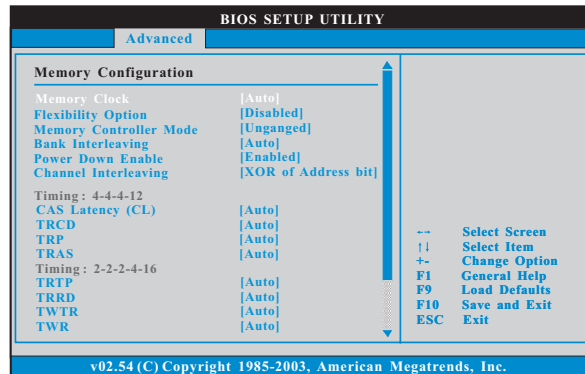 BIOS SETUP UTILITY
Advanced
Memory Configuration
Memory Clock [Auto]
Flexibility Option [Disabled]
Memory Controller Mode [Unganged]
Bank Interleaving [Auto]
Power Down Enable [Enabled]
Channel Interleaving [XOR of Address bit]
Timing : 4-4-4-12
CAS Latency (CL) [Auto]
TRCD [Auto]
TRP [Auto]
TRAS [Auto]
Timing : 2-2-2-4-16
TRTP [Auto]
TRRD [Auto]
TWTR [Auto]
TWR [Auto]
←→ Select Screen
↑↓ Select Item
+- Change Option
F1 General Help
F9 Load Defaults
F10 Save and Exit
ESC Exit
v02.54 (C) Copyright 1985-2003, American Megatrends, Inc.